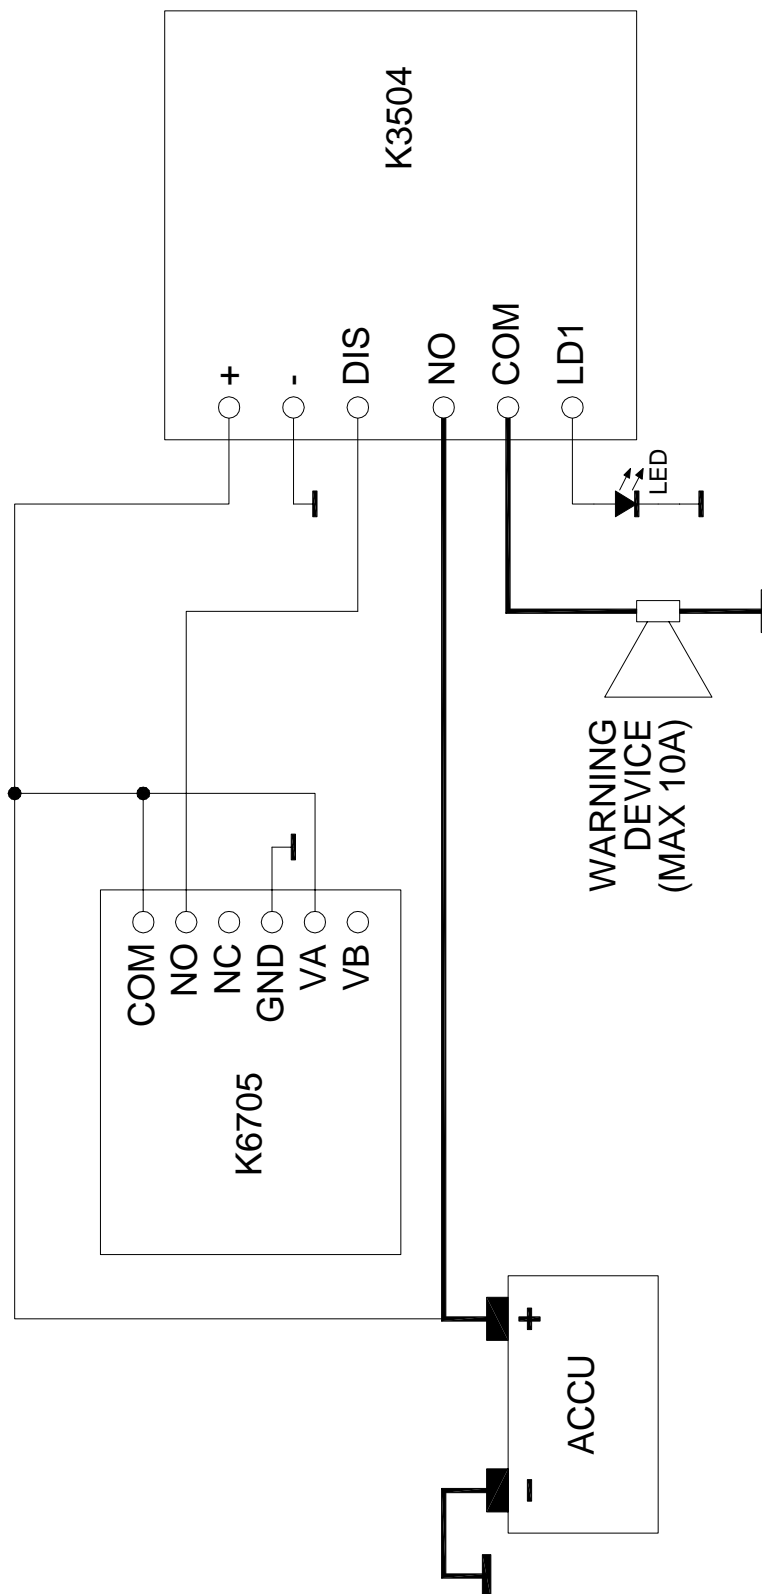 K3504
+
-
DIS
NO
COM
LD1
LED
WARNING
DEVICE
(MAX 10A)
COM
NO
NC
GND
VA
VB
K6705
+
-
ACCU